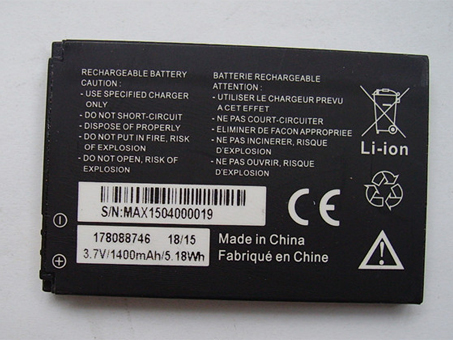 RECHARGEABLE BATTERY
CAUTION :
- USE SPECIFIED CHARGER
ONLY
- DO NOT SHORT-CIRCUIT
- DISPOSE OF PROPERLY
- DO NOT PUT IN FIRE, RISK
OF EXPLOSION
- DO NOT OPEN, RISK OF
EXPLOSION
BATTERIE RECHARGEABLE
ATTENTION :
- UTILISER LE CHARGEUR PREVU
A CET EFFET
- NE PAS COURT-CIRCUITER
- ELIMINER DE FACON APPROPRIEE
- NE PAS INCINERER, RISQUE
D'EXPLOSION
- NE PAS OUVRIR, RISQUE
D'EXPLOSION
Li-ion
S/N:MAX1504000019
178088746 18/15
3.7V/1400mAh/5.18Wh
CE
Made in China
Fabriqué en Chine